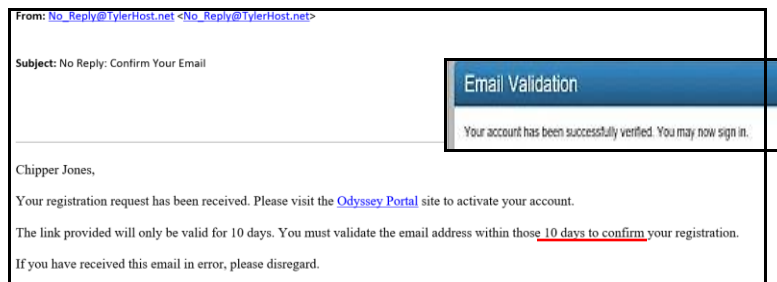 From: No_Reply@TylerHost.net <No_Reply@TylerHost.net>
Subject: No Reply: Confirm Your Email
Email Validation
Your account has been successfully verified. You may now sign in.
Chipper Jones,
Your registration request has been received. Please visit the Odyssey Portal site to activate your account.
The link provided will only be valid for 10 days. You must validate the email address within those 10 days to confirm your registration.
If you have received this email in error, please disregard.